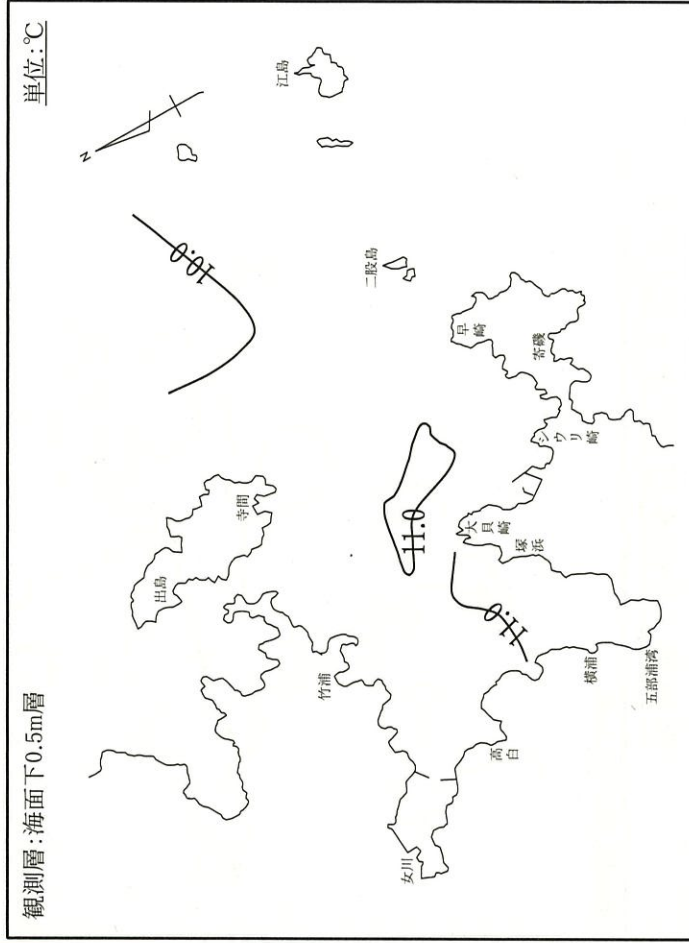 観測層：海面下0.5m層
単位：℃
N
江島
10.0
二股島
早崎
寄磯
シウリ崎
寺間
出島
11.0
大貝崎
塚浜
11.0
竹浦
横浦
五部浦湾
高白
女川